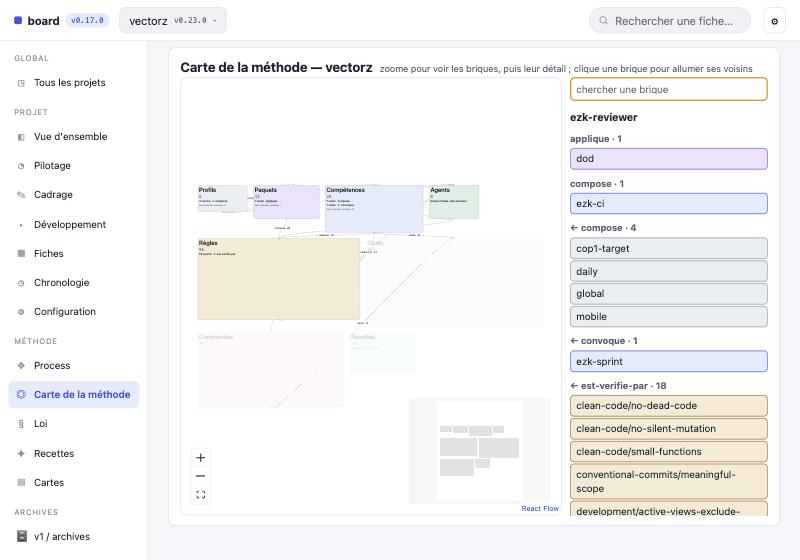 board v0.17.0 vectorz v0.23.0
Rechercher une fiche...
GLOBAL
Tous les projets
PROJET
Vue d'ensemble
Pilotage
Cadrage
Développement
Fiches
Chronologie
Configuration
MÉTHODE
Process
Carte de la méthode
Loi
Recettes
Cartes
ARCHIVES
v1 / archives
Carte de la méthode — vectorz zoome pour voir les briques, puis leur détail ; clique une brique pour allumer ses voisins
Profils
Paquets
Compétences
Agents
Règles
Outils
Commandes
Recettes
React Flow
chercher une brique
ezk-reviewer
applique · 1
dod
compose · 1
ezk-ci
← compose · 4
cop1-target
daily
global
mobile
← convoque · 1
ezk-sprint
← est-verifie-par · 18
clean-code/no-dead-code
clean-code/no-silent-mutation
clean-code/small-functions
conventional-commits/meaningful-
scope
development/active-views-exclude-